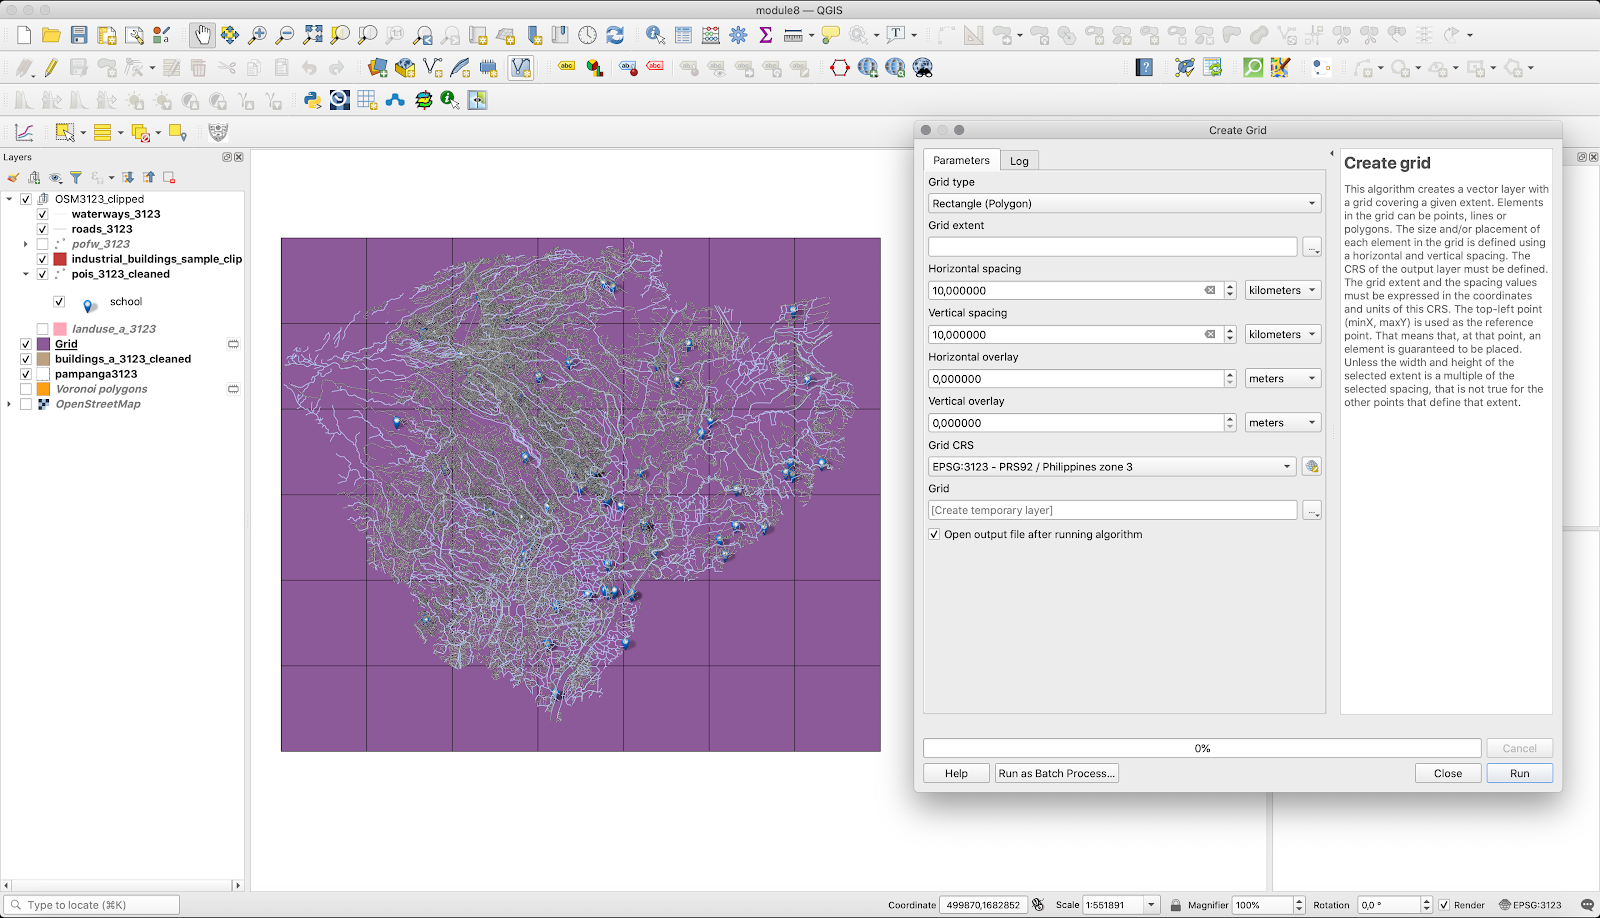 module8 — QGIS
Layers
OSM3123_clipped
waterways_3123
roads_3123
pofw_3123
industrial_buildings_sample_clip
pois_3123_cleaned
school
landuse_a_3123
Grid
buildings_a_3123_cleaned
pampanga3123
Voronoi polygons
OpenStreetMap
Create Grid
Parameters
Log
Grid type
Rectangle (Polygon)
Grid extent
...
Horizontal spacing
10,000000
kilometers
Vertical spacing
10,000000
kilometers
Horizontal overlay
0,000000
meters
Vertical overlay
0,000000
meters
Grid CRS
EPSG:3123 - PRS92 / Philippines zone 3
Grid
[Create temporary layer]
...
Open output file after running algorithm
Create grid
This algorithm creates a vector layer with
a grid covering a given extent. Elements
in the grid can be points, lines or
polygons. The size and/or placement of
each element in the grid is defined using
a horizontal and vertical spacing. The
CRS of the output layer must be defined.
The grid extent and the spacing values
must be expressed in the coordinates
and units of this CRS. The top-left point
(minX, maxY) is used as the reference
point. That means that, at that point, an
element is guaranteed to be placed.
Unless the width and height of the
selected extent is a multiple of the
selected spacing, that is not true for the
other points that define that extent.
0%
Cancel
Help
Run as Batch Process...
Close
Run
Type to locate (⌘K)
Coordinate
499870,1682852
Scale
1:551891
Magnifier
100%
Rotation
0,0 °
Render
EPSG:3123